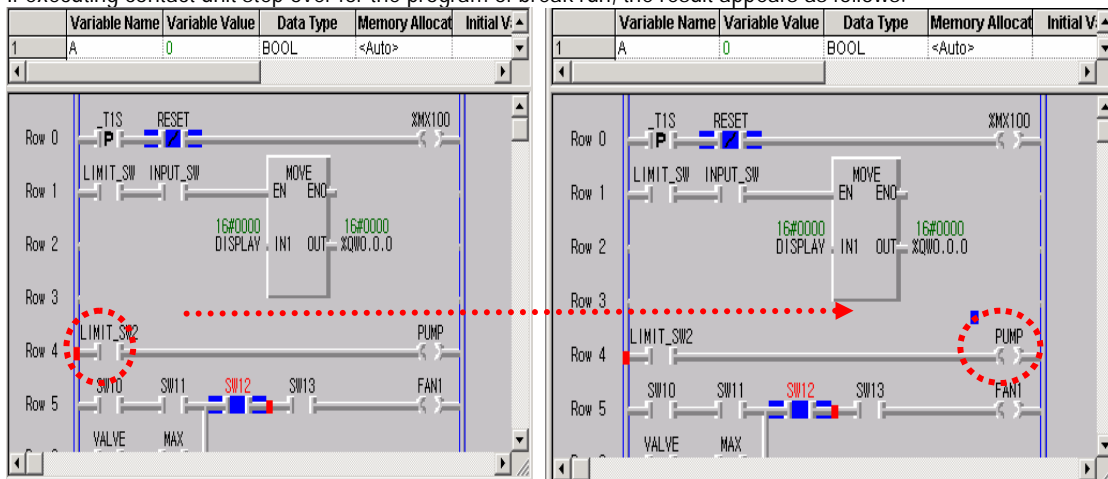 If executing contact unit step over for the program of break run, the result appears as follows.
Variable Name Variable Value Data Type Memory Allocat Initial V
1 A 0 BOOL <Auto>
_T1S RESET %MX100
Row 0 P
LIMIT_SW INPUT_SW MOVE
Row 1 EN ENO
16#0000 16#0000
Row 2 DISPLAY IN1 OUT %QW0.0.0
Row 3
LIMIT_SW2 PUMP
Row 4
SW10 SW11 SW12 SW13 FAN1
Row 5
VALVE MAX
Variable Name Variable Value Data Type Memory Allocat Initial V
1 A 0 BOOL <Auto>
_T1S RESET %MX100
Row 0 P
LIMIT_SW INPUT_SW MOVE
Row 1 EN ENO
16#0000 16#0000
Row 2 DISPLAY IN1 OUT %QW0.0.0
Row 3
LIMIT_SW2 PUMP
Row 4
SW10 SW11 SW12 SW13 FAN1
Row 5
VALVE MAX